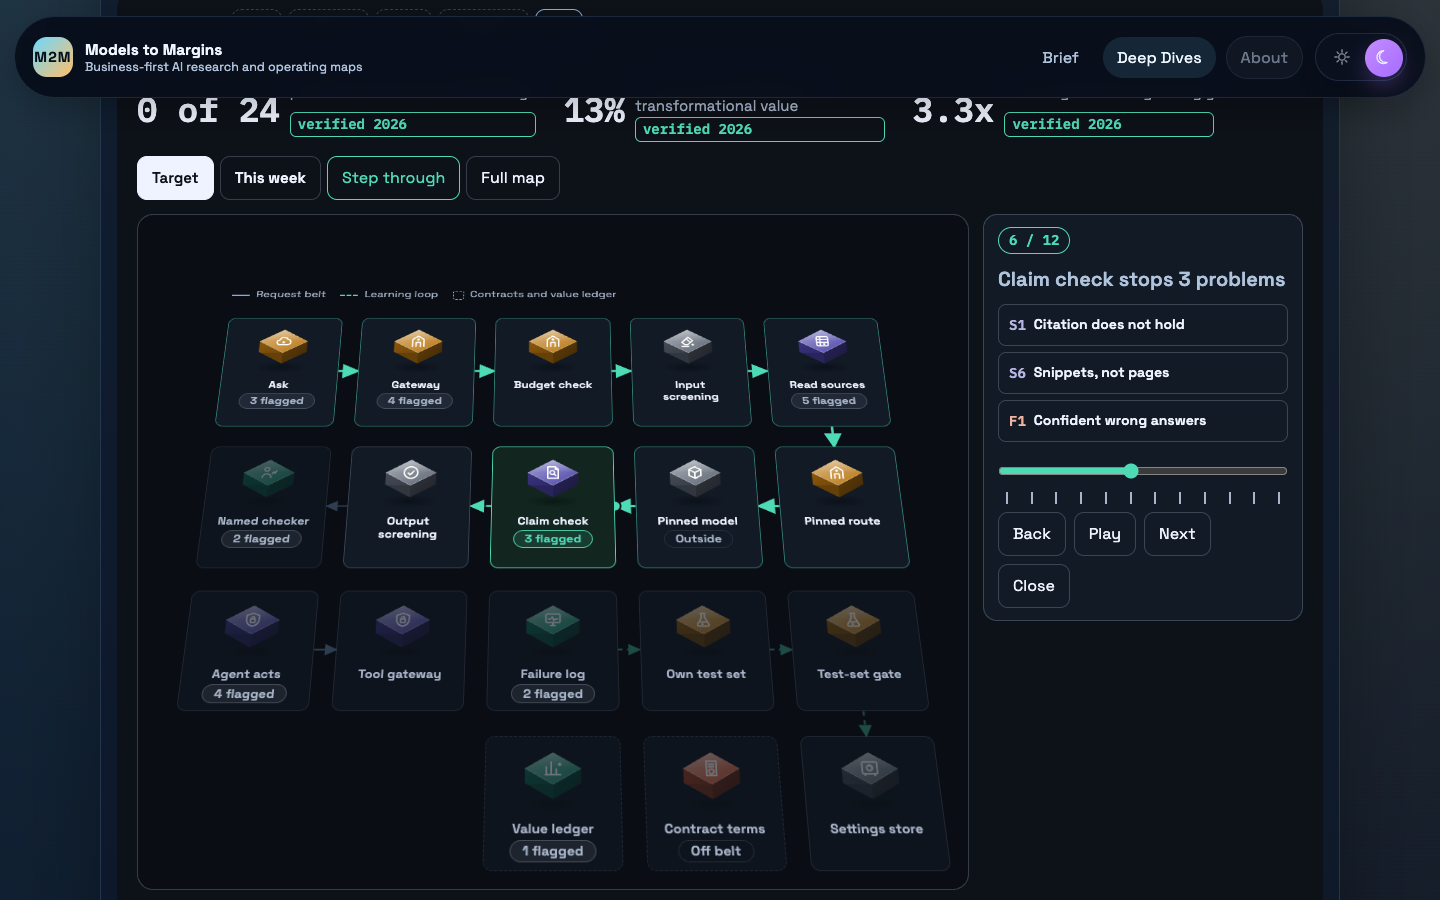 M2M
Models to Margins
Business-first AI research and operating maps
Brief
Deep Dives
About
0 of 24
verified 2026
13%
transformational value
verified 2026
3.3x
verified 2026
Target
This week
Step through
Full map
Request belt
Learning loop
Contracts and value ledger
Ask
3 flagged
Gateway
4 flagged
Budget check
Input
screening
Read sources
5 flagged
Named checker
2 flagged
Output
screening
Claim check
3 flagged
Pinned model
Outside
Pinned route
Agent acts
4 flagged
Tool gateway
Failure log
2 flagged
Own test set
Test-set gate
Value ledger
1 flagged
Contract terms
Off belt
Settings store
6 / 12
Claim check stops 3 problems
S1 Citation does not hold
S6 Snippets, not pages
F1 Confident wrong answers
Back
Play
Next
Close